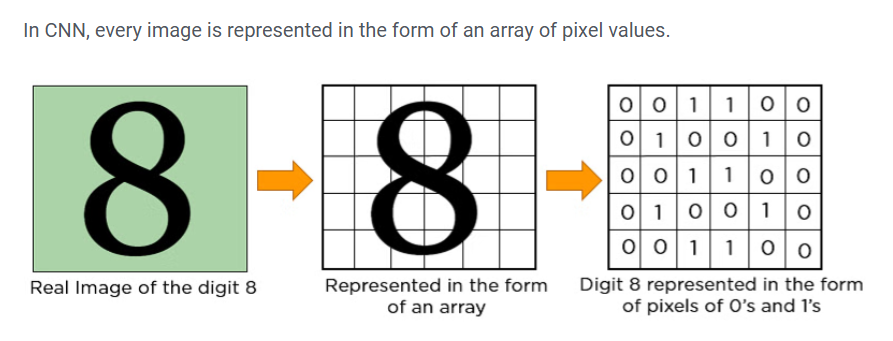 In CNN, every image is represented in the form of an array of pixel values.
8
8
0 0 1 1 0 0
0 1 0 0 1 0
0 0 1 1 0 0
0 1 0 0 1 0
0 0 1 1 0 0
Real Image of the digit 8
Represented in the form
of an array
Digit 8 represented in the form
of pixels of 0's and 1's